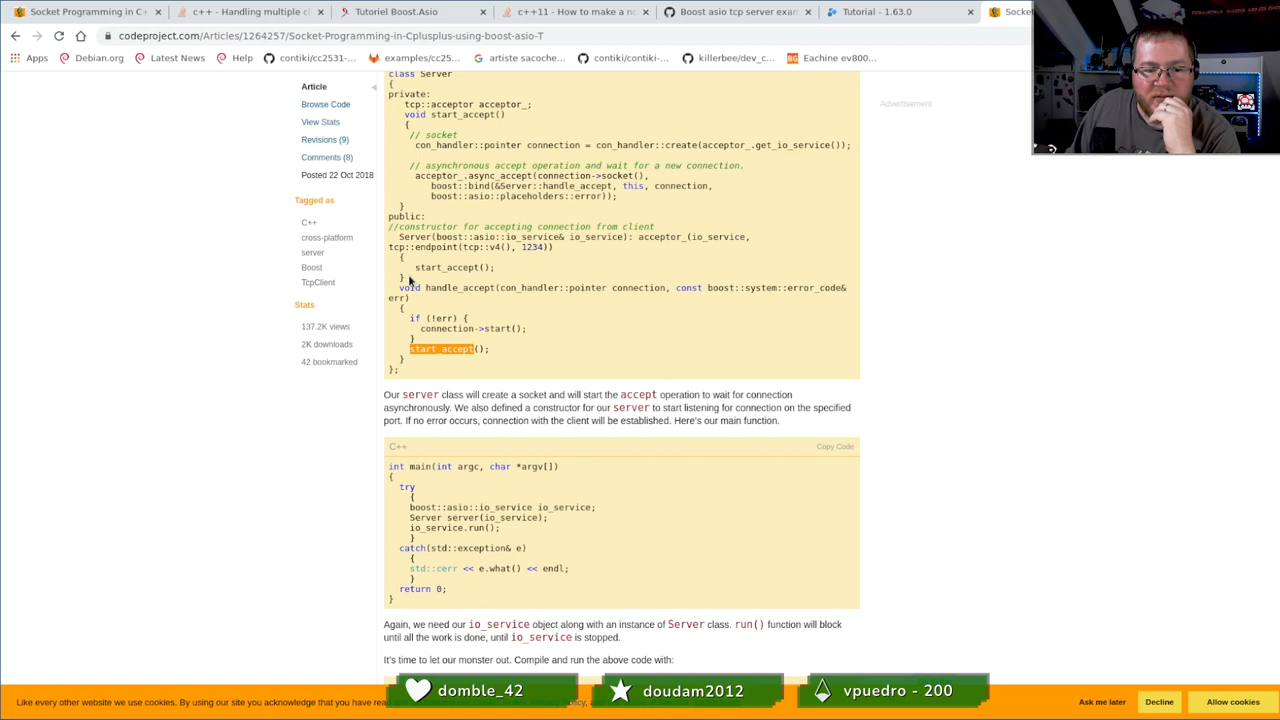 Socket Programming in C+
c++ - Handling multiple cl
Tutoriel Boost.Asio
c++11 - How to make a no
Boost asio tcp server exan
Tutorial - 1.63.0
Socket
codeproject.com/Articles/1264257/Socket-Programming-in-Cplusplus-using-boost-asio-T
Apps
Debian.org
Latest News
Help
contiki/cc2531-...
examples/cc25...
artiste sacoche...
contiki/contiki-...
killerbee/dev_c...
Eachine ev800...
Article
Browse Code
View Stats
Revisions (9)
Comments (8)
Posted 22 Oct 2018
Tagged as
C++
cross-platform
server
Boost
TcpClient
Stats
137.2K views
2K downloads
42 bookmarked
class Server
{
private:
tcp::acceptor acceptor_;
void start_accept()
{
// socket
con_handler::pointer connection = con_handler::create(acceptor_.get_io_service());
// asynchronous accept operation and wait for a new connection.
acceptor_.async_accept(connection->socket(),
boost::bind(&Server::handle_accept, this, connection,
boost::asio::placeholders::error));
}
public:
//constructor for accepting connection from client
Server(boost::asio::io_service& io_service): acceptor_(io_service,
tcp::endpoint(tcp::v4(), 1234))
{
start_accept();
}
void handle_accept(con_handler::pointer connection, const boost::system::error_code&
err)
{
if (!err) {
connection->start();
}
start_accept();
}
};
Advertisement
Our server class will create a socket and will start the accept operation to wait for connection
asynchronously. We also defined a constructor for our server to start listening for connection on the specified
port. If no error occurs, connection with the client will be established. Here's our main function.
C++
Copy Code
int main(int argc, char *argv[])
{
try
{
boost::asio::io_service io_service;
Server server(io_service);
io_service.run();
}
catch(std::exception& e)
{
std::cerr << e.what() << endl;
}
return 0;
}
Again, we need our io_service object along with an instance of Server class. run() function will block
until all the work is done, until io_service is stopped.
It's time to let our monster out. Compile and run the above code with:
domble_42
doudam2012
vpuedro - 200
Like every other website we use cookies. By using our site you acknowledge that you have rea
Ask me later
Decline
Allow cookies